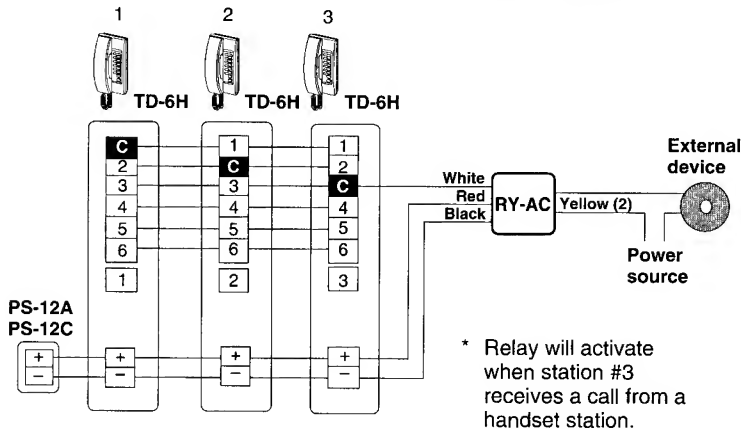 1 2 3
TD-6H TD-6H TD-6H
C 1 1
2 C 2
3 3 C
4 4 4
5 5 5
6 6 6
1 2 3
White
Red
Black
RY-AC
Yellow (2)
External
device
Power
source
PS-12A
PS-12C
+ + + +
− − − −
* Relay will activate
when station #3
receives a call from a
handset station.